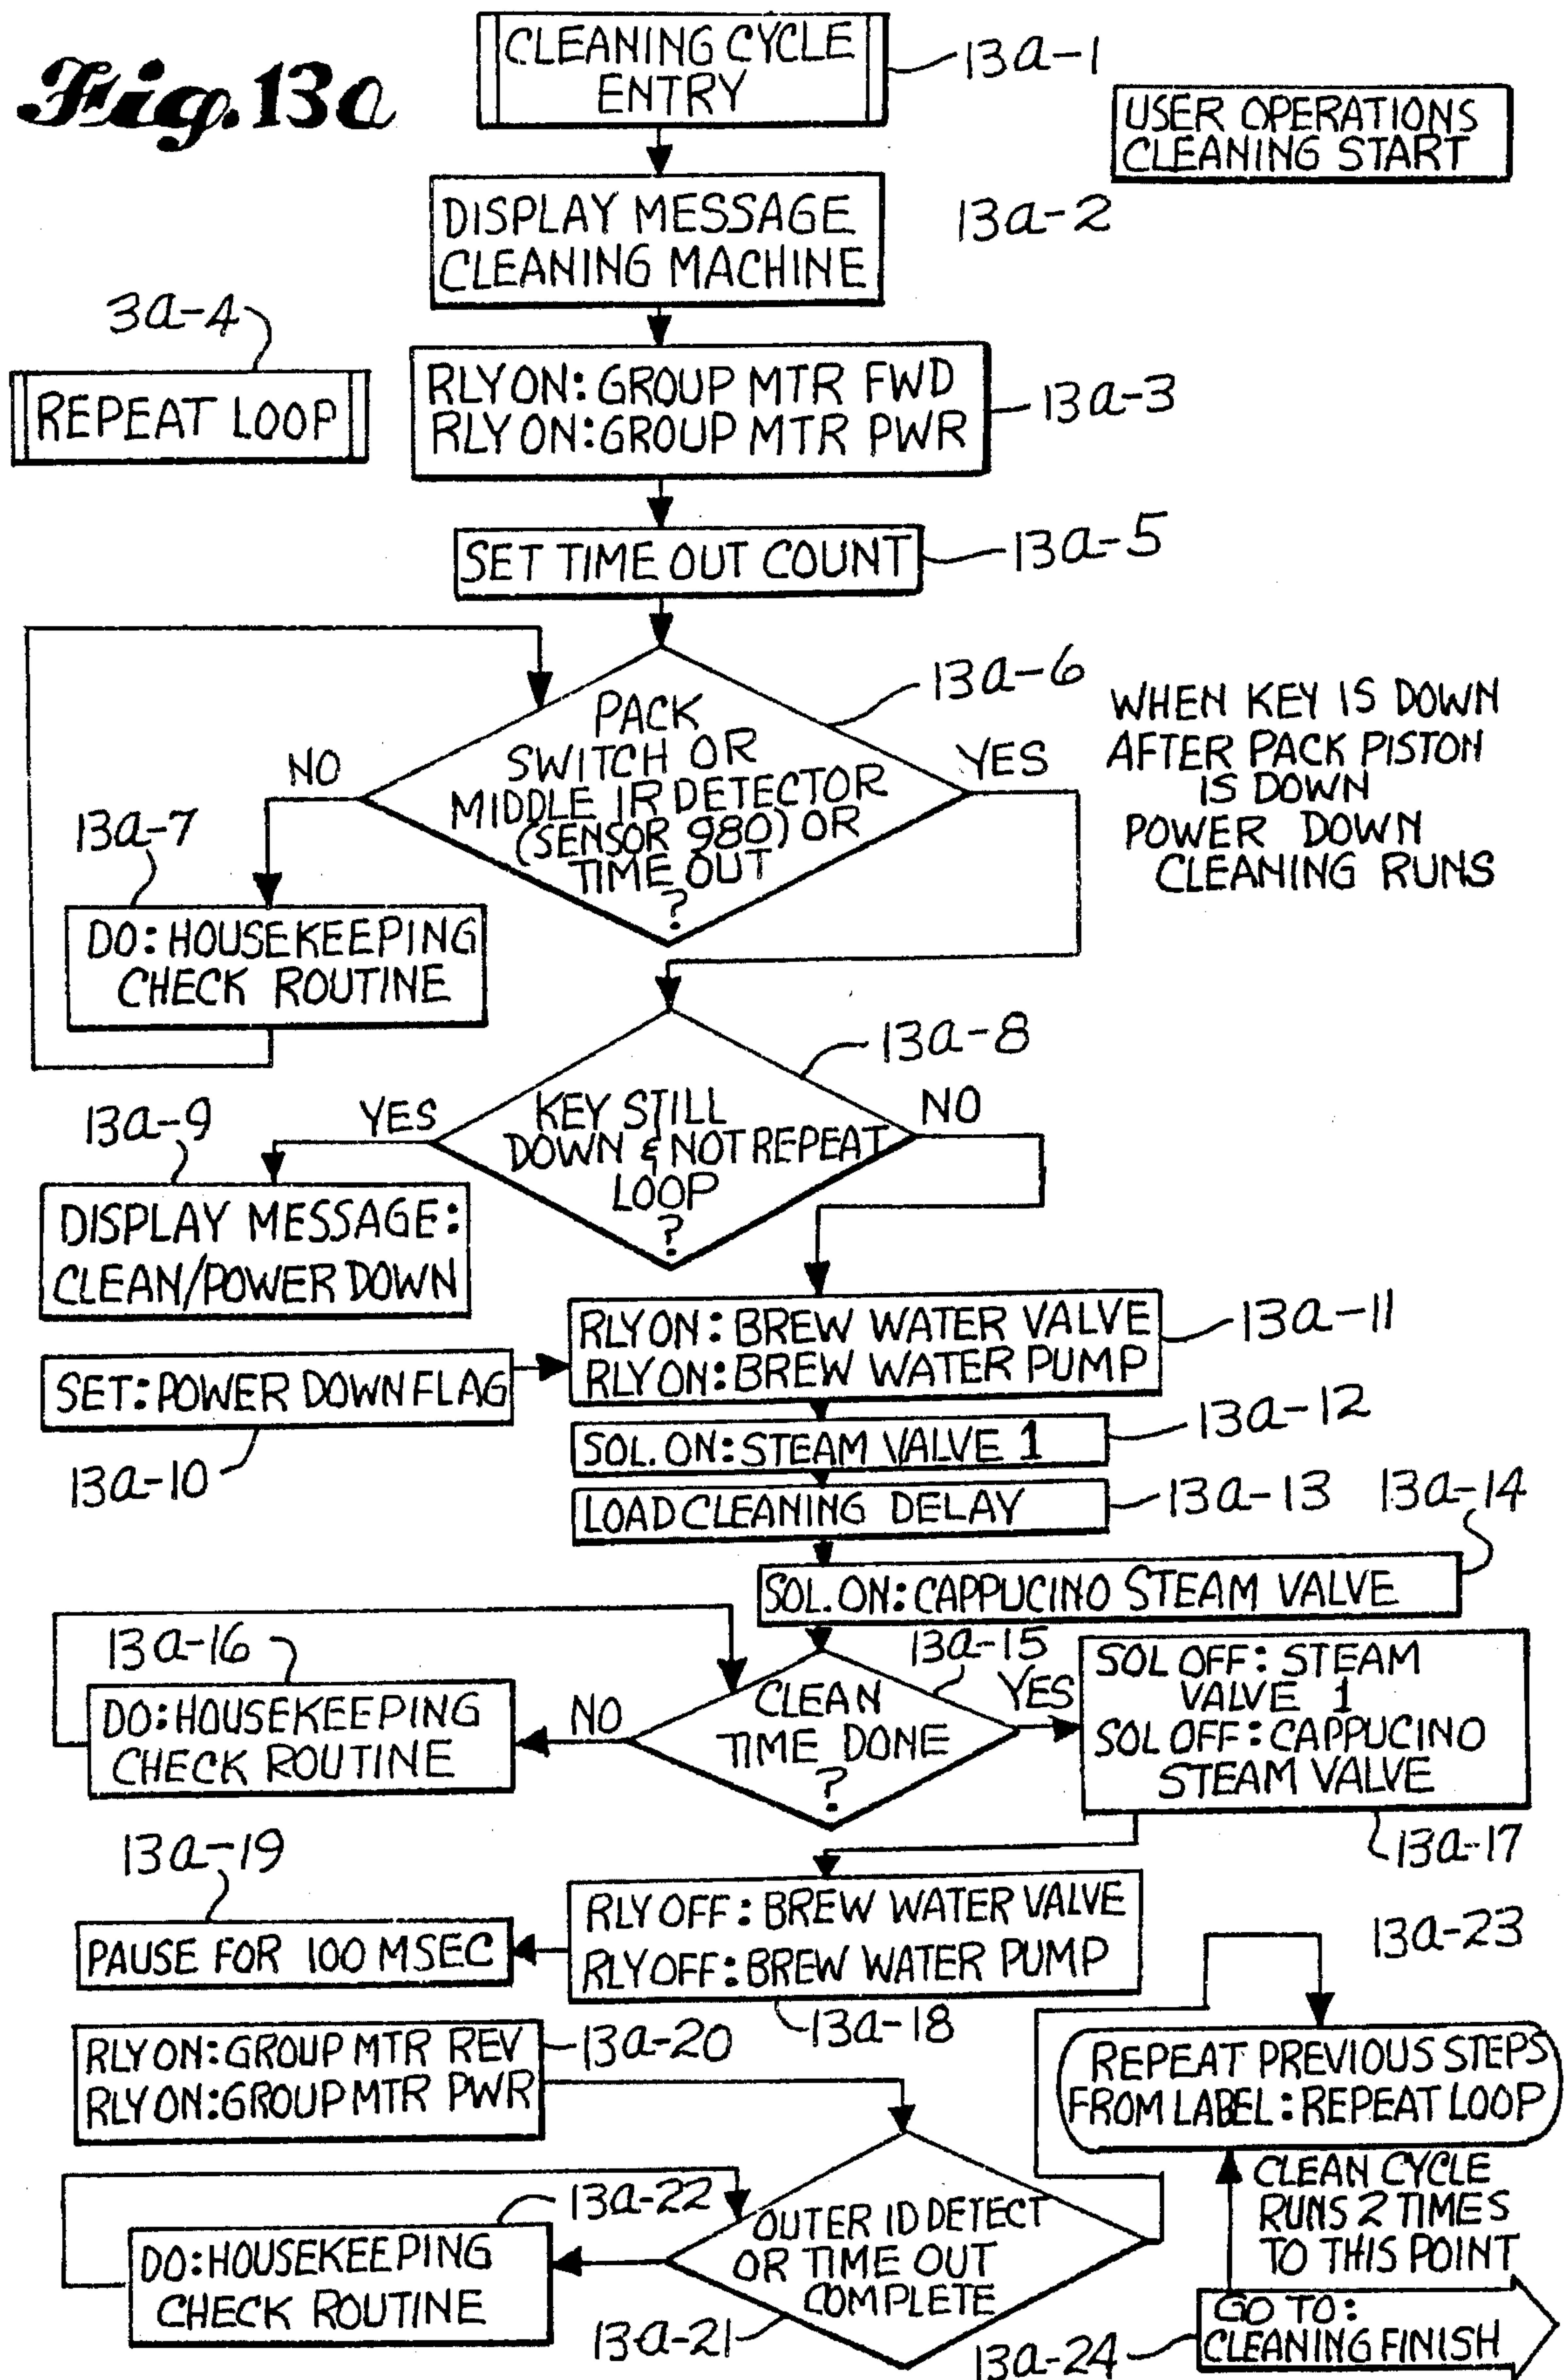 Fig. 13a
CLEANING CYCLE
ENTRY
13a-1
USER OPERATIONS
CLEANING START
DISPLAY MESSAGE
CLEANING MACHINE
13a-2
3a-4
REPEAT LOOP
RLY ON: GROUP MTR FWD
RLY ON: GROUP MTR PWR
13a-3
SET TIME OUT COUNT
13a-5
PACK
SWITCH OR
MIDDLE IR DETECTOR
(SENSOR 980) OR
TIME OUT
?
13a-6
NO
YES
WHEN KEY IS DOWN
AFTER PACK PISTON
IS DOWN
POWER DOWN
CLEANING RUNS
13a-7
DO: HOUSEKEEPING
CHECK ROUTINE
KEY STILL
DOWN & NOT REPEAT
LOOP
?
13a-8
YES
NO
13a-9
DISPLAY MESSAGE:
CLEAN/POWER DOWN
SET: POWER DOWN FLAG
13a-10
RLY ON: BREW WATER VALVE
RLY ON: BREW WATER PUMP
13a-11
SOL. ON: STEAM VALVE 1
13a-12
LOAD CLEANING DELAY
13a-13
13a-14
SOL. ON: CAPPUCINO STEAM VALVE
13a-15
CLEAN
TIME DONE
?
NO
YES
13a-16
DO: HOUSEKEEPING
CHECK ROUTINE
SOL OFF: STEAM
VALVE 1
SOL OFF: CAPPUCINO
STEAM VALVE
13a-17
RLY OFF: BREW WATER VALVE
RLY OFF: BREW WATER PUMP
13a-18
13a-19
PAUSE FOR 100 MSEC
RLY ON: GROUP MTR REV
RLY ON: GROUP MTR PWR
13a-20
OUTER ID DETECT
OR TIME OUT
COMPLETE
13a-21
13a-22
DO: HOUSEKEEPING
CHECK ROUTINE
13a-23
REPEAT PREVIOUS STEPS
FROM LABEL: REPEAT LOOP
CLEAN CYCLE
RUNS 2 TIMES
TO THIS POINT
GO TO:
CLEANING FINISH
13a-24